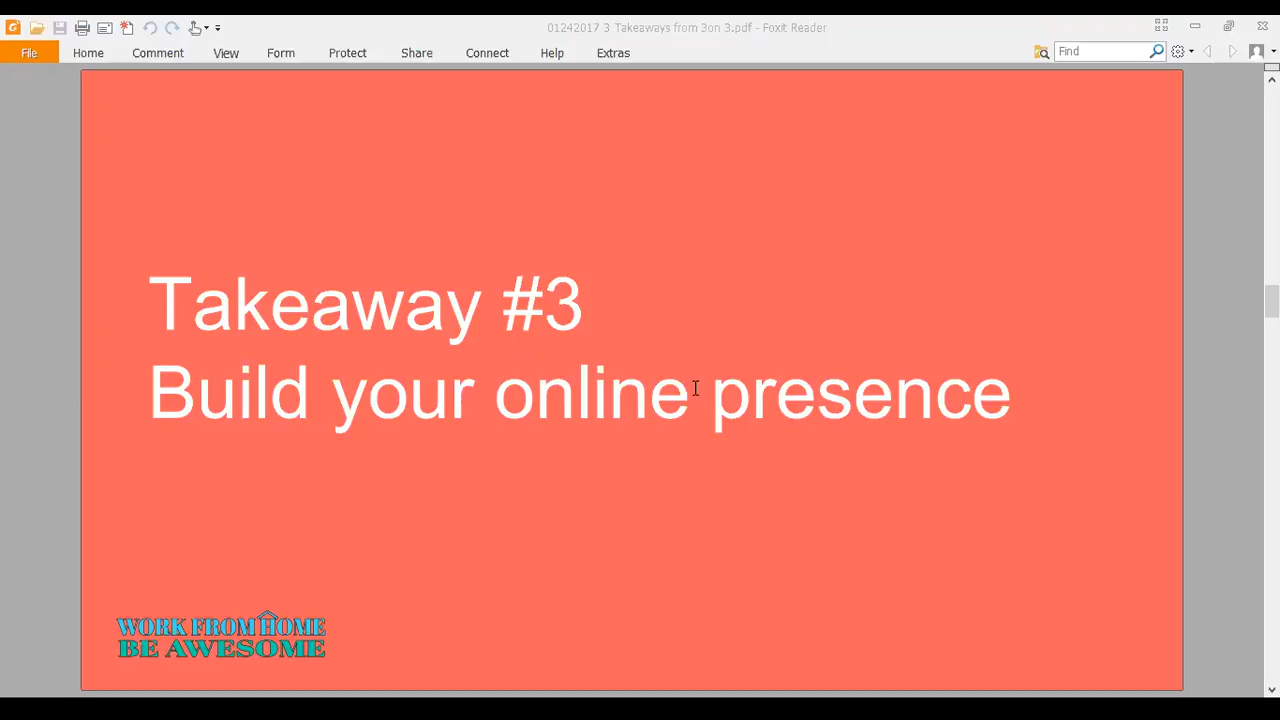 01242017 3 Takeaways from 3on 3.pdf - Foxit Reader
File Home Comment View Form Protect Share Connect Help Extras Find
Takeaway #3
Build your online presence
WORK FROM HOME
BE AWESOME